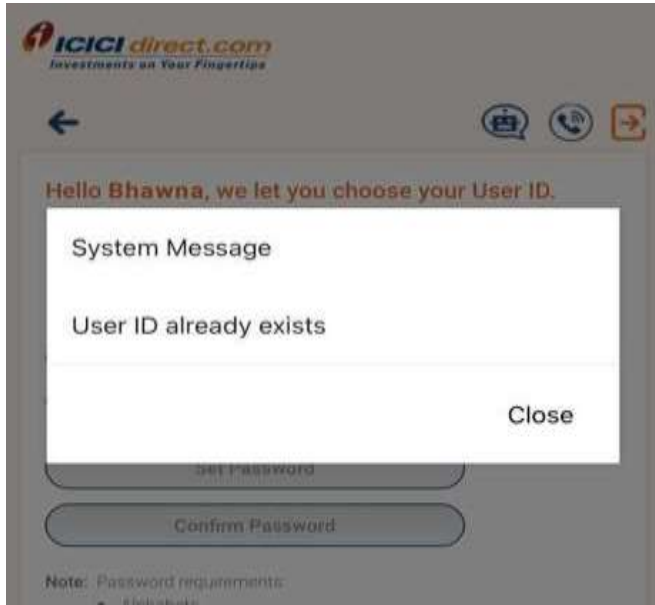 ICICI direct.com
Investments on Your Fingertips
Hello Bhawna, we let you choose your User ID.
System Message
User ID already exists
Close
Set Password
Confirm Password
Note: Password requirements